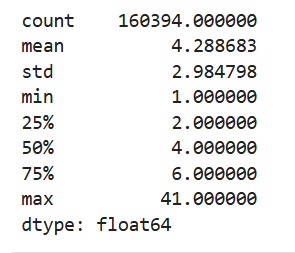 count    160394.000000
mean          4.288683
std           2.984798
min           1.000000
25%           2.000000
50%           4.000000
75%           6.000000
max          41.000000
dtype: float64